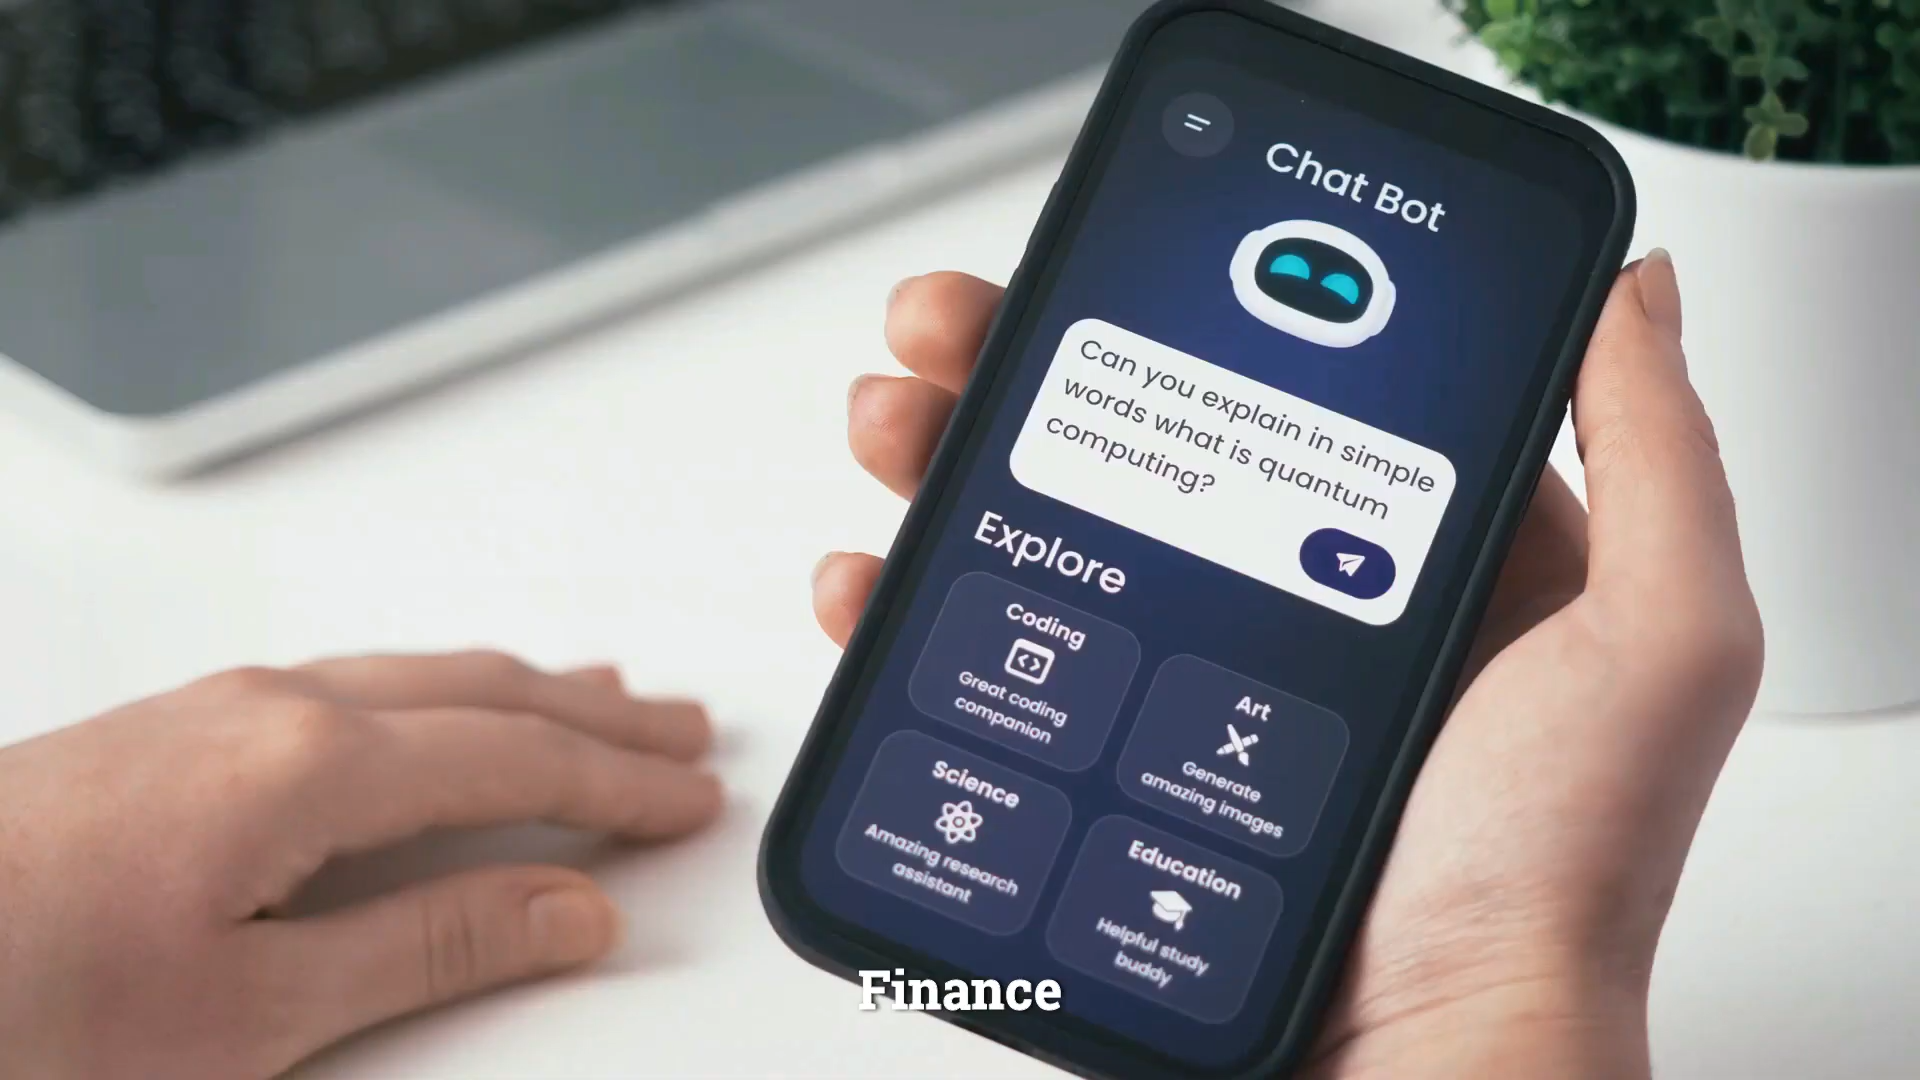 Chat Bot
Can you explain in simple
words what is quantum
computing?
Explore
Coding
Great coding
companion
Art
Generate
amazing images
Science
Amazing research
assistant
Education
Helpful study
buddy
Finance